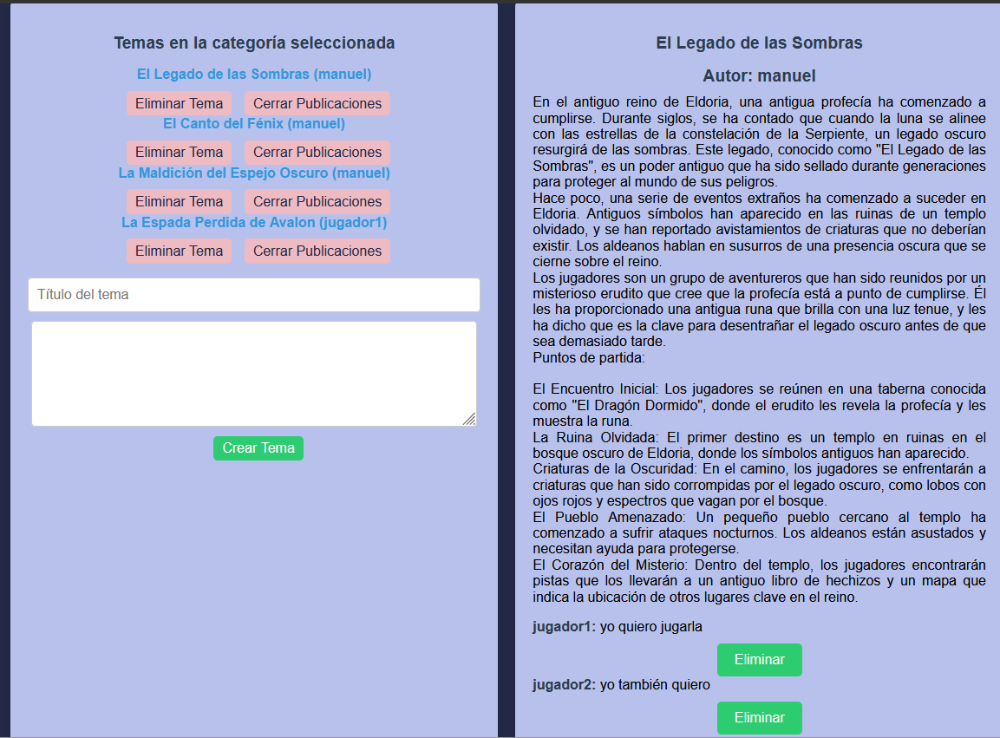 Temas en la categoría seleccionada
El Legado de las Sombras (manuel)
Eliminar Tema Cerrar Publicaciones
El Canto del Fénix (manuel)
Eliminar Tema Cerrar Publicaciones
La Maldición del Espejo Oscuro (manuel)
Eliminar Tema Cerrar Publicaciones
La Espada Perdida de Avalon (jugador1)
Eliminar Tema Cerrar Publicaciones
Título del tema
Crear Tema
El Legado de las Sombras
Autor: manuel
En el antiguo reino de Eldoria, una antigua profecía ha comenzado a
cumplirse. Durante siglos, se ha contado que cuando la luna se alinee
con las estrellas de la constelación de la Serpiente, un legado oscuro
resurgirá de las sombras. Este legado, conocido como "El Legado de las
Sombras", es un poder antiguo que ha sido sellado durante generaciones
para proteger al mundo de sus peligros.
Hace poco, una serie de eventos extraños ha comenzado a suceder en
Eldoria. Antiguos símbolos han aparecido en las ruinas de un templo
olvidado, y se han reportado avistamientos de criaturas que no deberían
existir. Los aldeanos hablan en susurros de una presencia oscura que se
cierne sobre el reino.
Los jugadores son un grupo de aventureros que han sido reunidos por un
misterioso erudito que cree que la profecía está a punto de cumplirse. Él
les ha proporcionado una antigua runa que brilla con una luz tenue, y les
ha dicho que es la clave para desentrañar el legado oscuro antes de que
sea demasiado tarde.
Puntos de partida:
El Encuentro Inicial: Los jugadores se reúnen en una taberna conocida
como "El Dragón Dormido", donde el erudito les revela la profecía y les
muestra la runa.
La Ruina Olvidada: El primer destino es un templo en ruinas en el
bosque oscuro de Eldoria, donde los símbolos antiguos han aparecido.
Criaturas de la Oscuridad: En el camino, los jugadores se enfrentarán a
criaturas que han sido corrompidas por el legado oscuro, como lobos con
ojos rojos y espectros que vagan por el bosque.
El Pueblo Amenazado: Un pequeño pueblo cercano al templo ha
comenzado a sufrir ataques nocturnos. Los aldeanos están asustados y
necesitan ayuda para protegerse.
El Corazón del Misterio: Dentro del templo, los jugadores encontrarán
pistas que los llevarán a un antiguo libro de hechizos y un mapa que
indica la ubicación de otros lugares clave en el reino.
jugador1: yo quiero jugarla
Eliminar
jugador2: yo también quiero
Eliminar